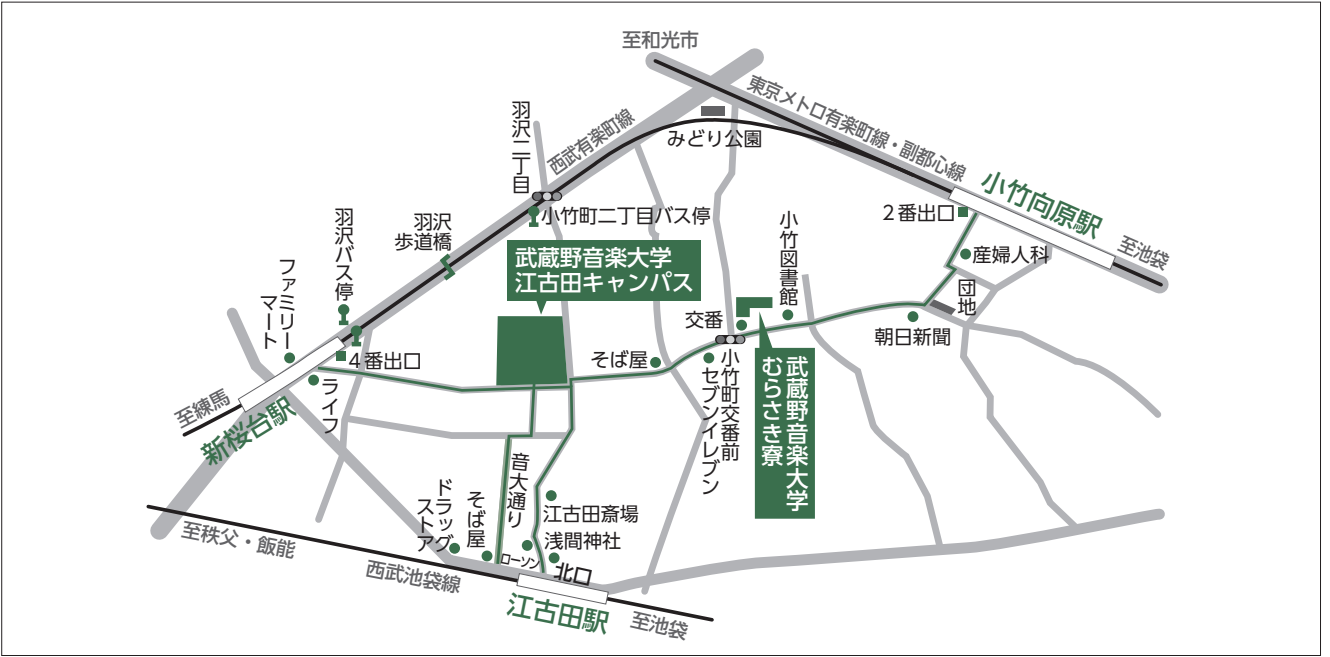 至和光市
東京メトロ有楽町線・副都心線
西武有楽町線
みどり公園
羽沢二丁目
小竹町二丁目バス停
小竹向原駅
2番出口
至池袋
産婦人科
団地
朝日新聞
小竹図書館
交番
羽沢
歩道橋
羽沢バス停
武蔵野音楽大学
江古田キャンパス
ファミリー
マート
4番出口
ライフ
至練馬
新桜台駅
そば屋
小竹町交番前
セブンイレブン
武蔵野音楽大学
むらさき寮
音大通り
ドラッグ
ストア
そば屋
ローソン
江古田斎場
浅間神社
北口
至秩父・飯能
西武池袋線
江古田駅
至池袋